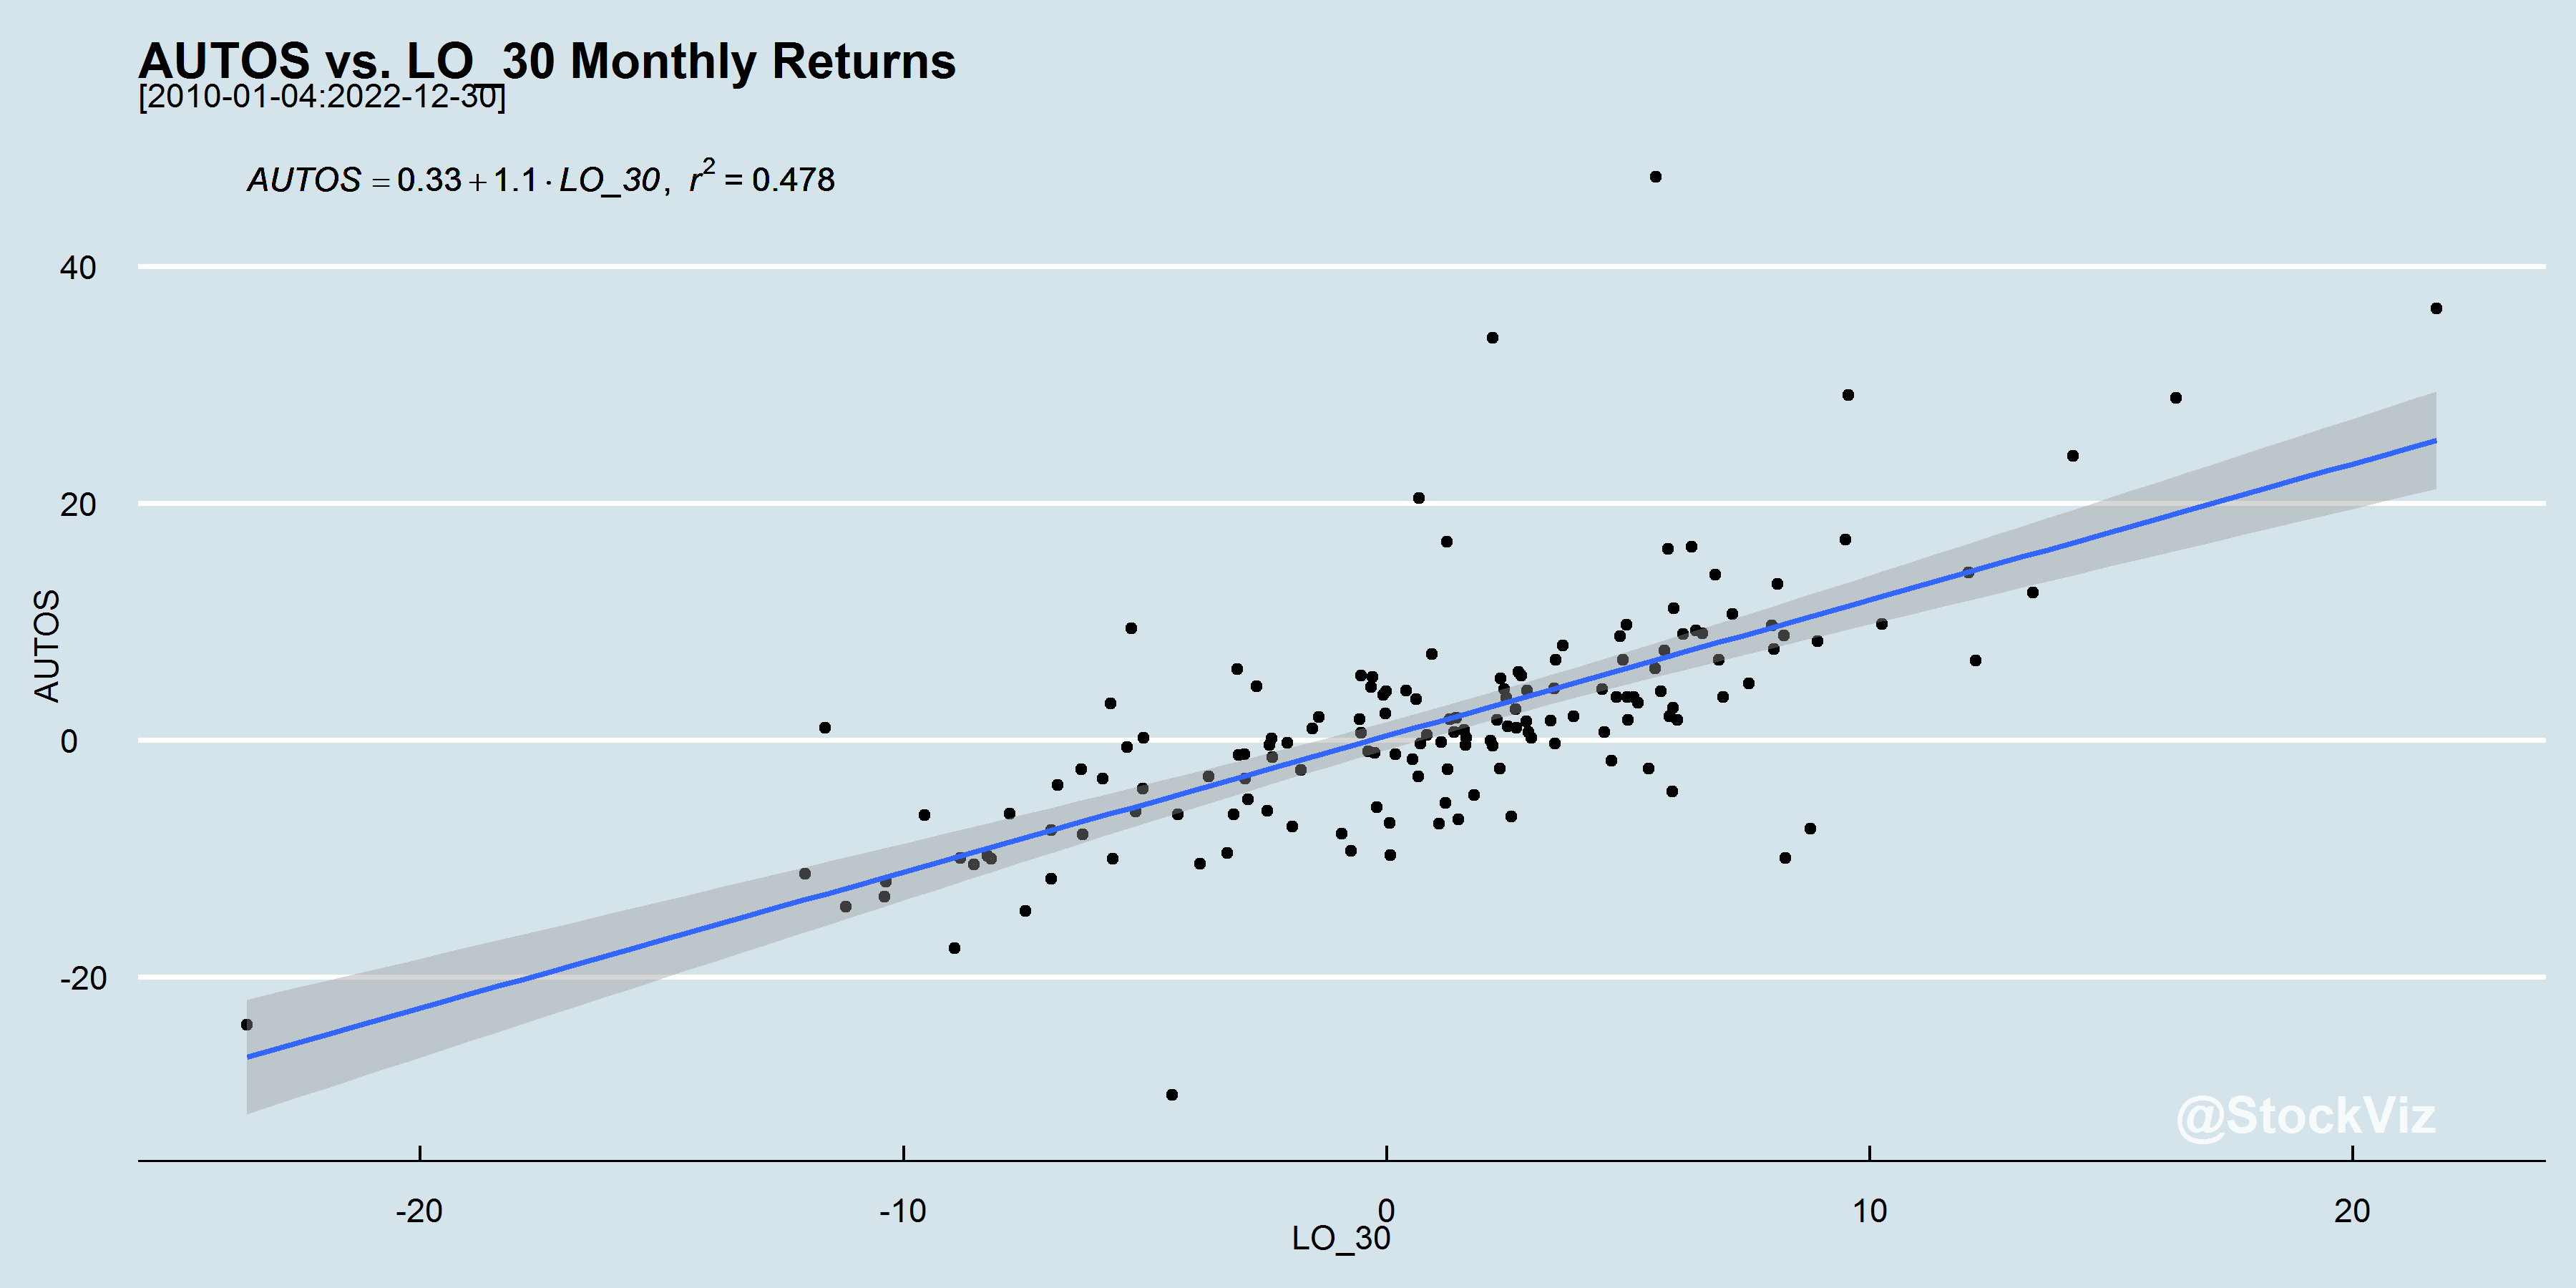 AUTOS vs. LO_30 Monthly Returns
[2010-01-04:2022-12-30]
AUTOS = 0.33 + 1.1 · LO_30, r² = 0.478
40
20
0
-20
AUTOS
@StockViz
-20 -10 0 10 20
LO_30